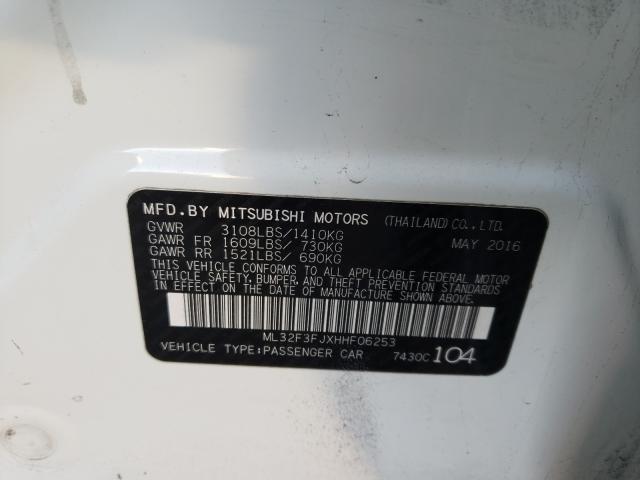 MFD.BY MITSUBISHI MOTORS (THAILAND)CO.,LTD.
GVWR 3108LBS/1410KG MAY 2016
GAWR FR 1609LBS/ 730KG
GAWR RR 1521LBS/ 690KG
THIS VEHICLE CONFORMS TO ALL APPLICABLE FEDERAL MOTOR
VEHICLE SAFETY, BUMPER, AND THEFT PREVENTION STANDARDS
IN EFFECT ON THE DATE OF MANUFACTURE SHOWN ABOVE.
ML32F3FJXHHF06253
VEHICLE TYPE:PASSENGER CAR 7430C 104